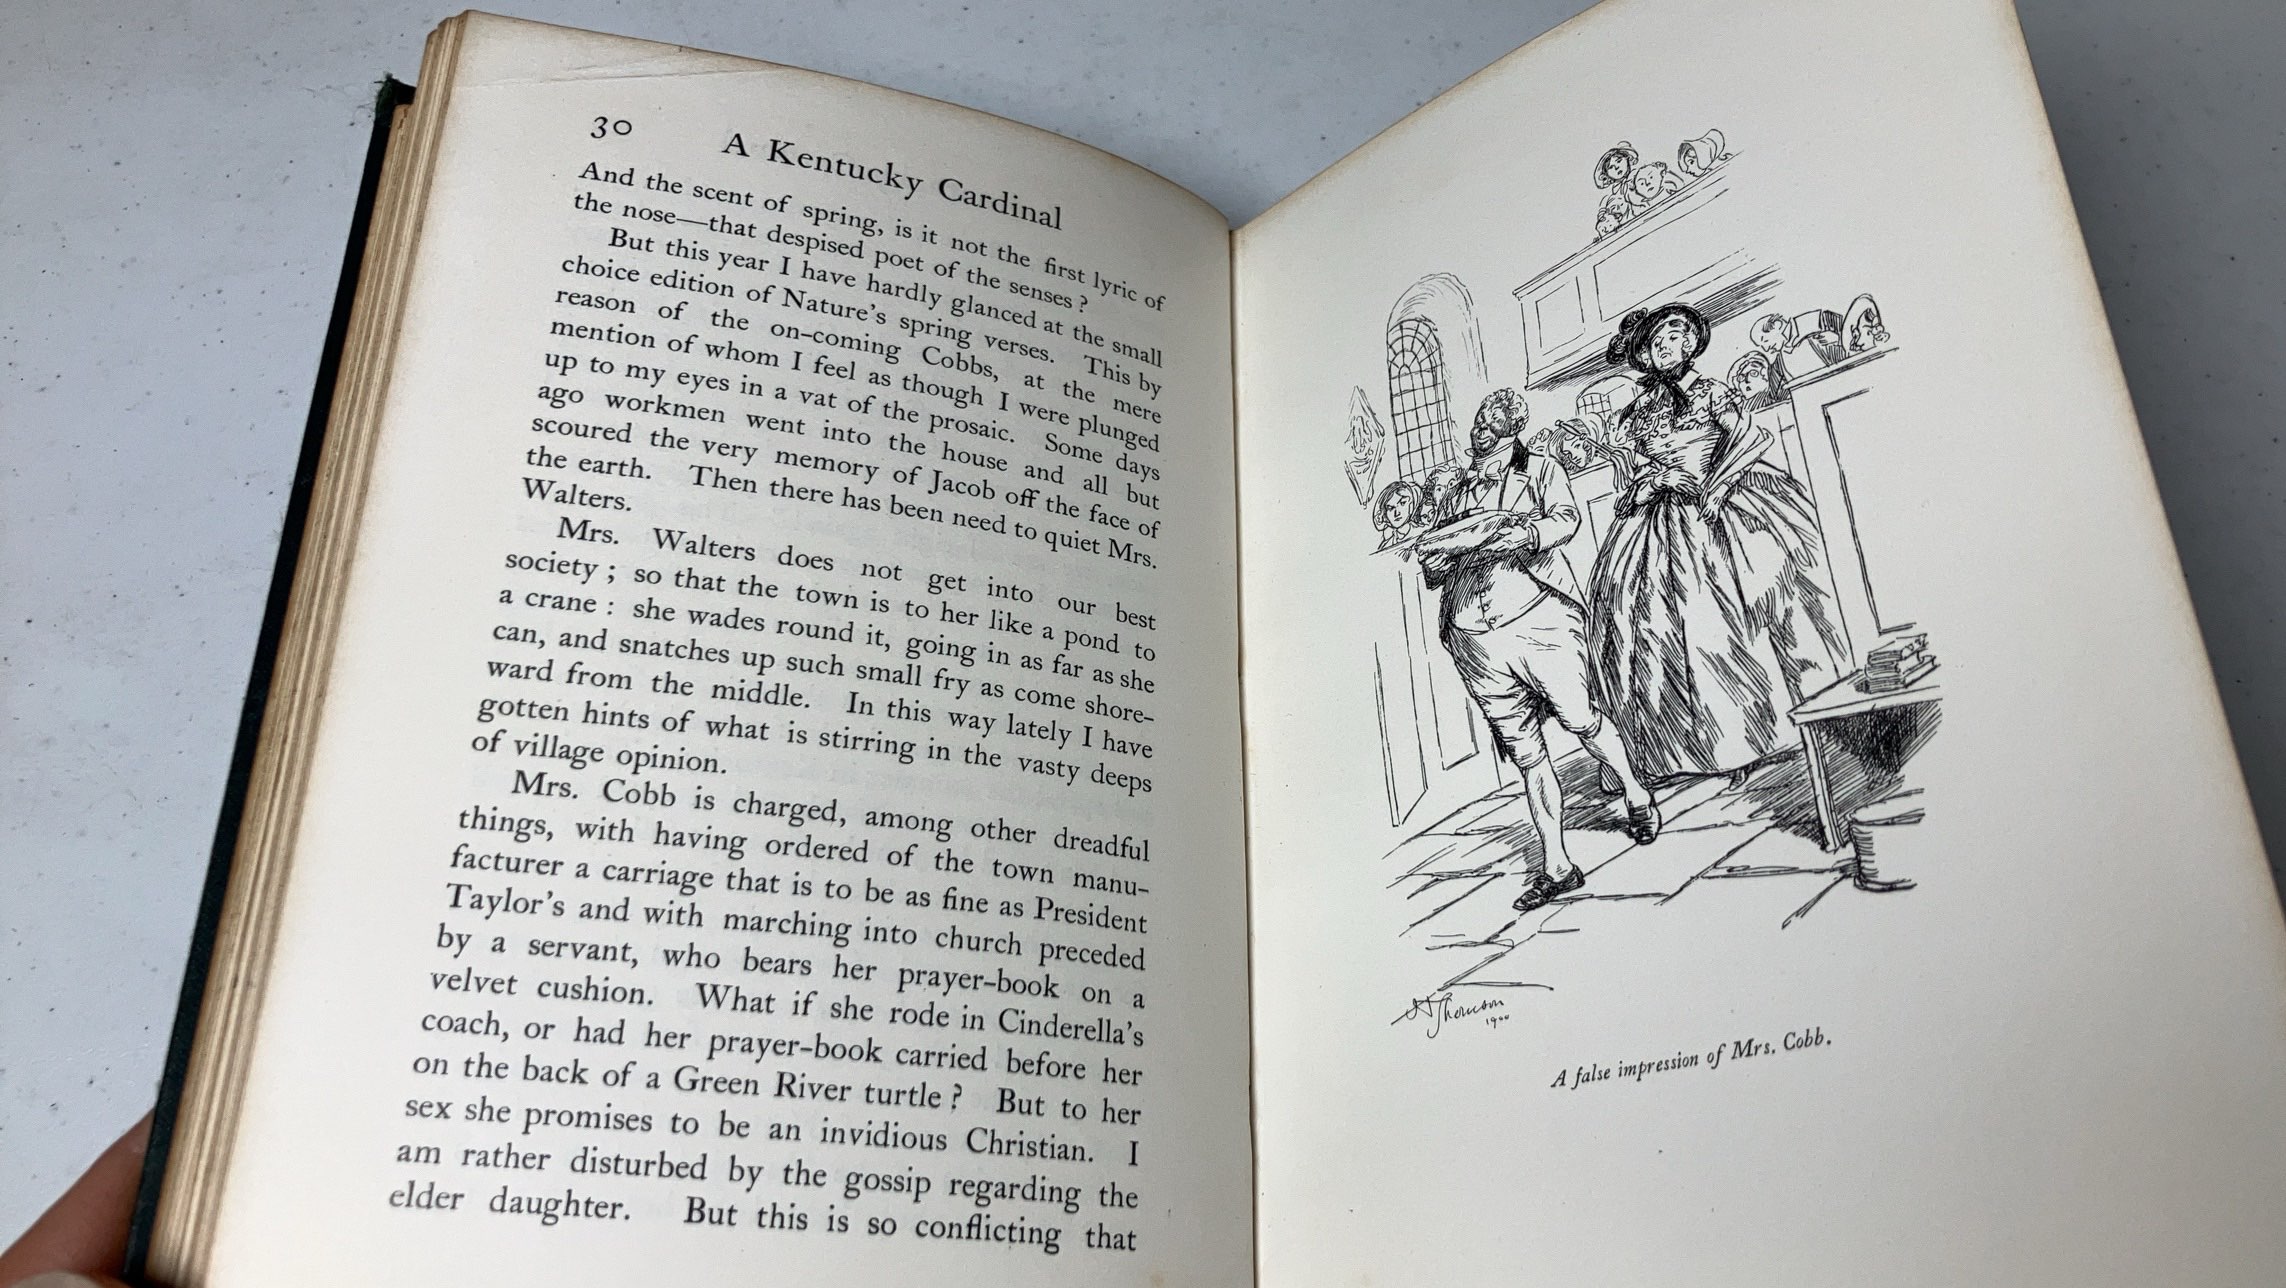 30
A Kentucky Cardinal
And the scent of spring, is it not the first lyric of
the nose—that despised poet of the senses ?
But this year I have hardly glanced at the small
choice edition of Nature's spring verses. This by
reason of the on-coming Cobbs, at the mere
mention of whom I feel as though I were plunged
up to my eyes in a vat of the prosaic. Some days
ago workmen went into the house and all but
scoured the very memory of Jacob off the face of
the earth. Then there has been need to quiet Mrs.
Walters.
Mrs. Walters does not get into our best
society ; so that the town is to her like a pond to
a crane : she wades round it, going in as far as she
can, and snatches up such small fry as come shore-
ward from the middle. In this way lately I have
gotten hints of what is stirring in the vasty deeps
of village opinion.
Mrs. Cobb is charged, among other dreadful
things, with having ordered of the town manu-
facturer a carriage that is to be as fine as President
Taylor's and with marching into church preceded
by a servant, who bears her prayer-book on a
velvet cushion. What if she rode in Cinderella's
coach, or had her prayer-book carried before her
on the back of a Green River turtle ? But to her
sex she promises to be an invidious Christian. I
am rather disturbed by the gossip regarding the
elder daughter. But this is so conflicting that
H Thomson
1900
A false impression of Mrs. Cobb.